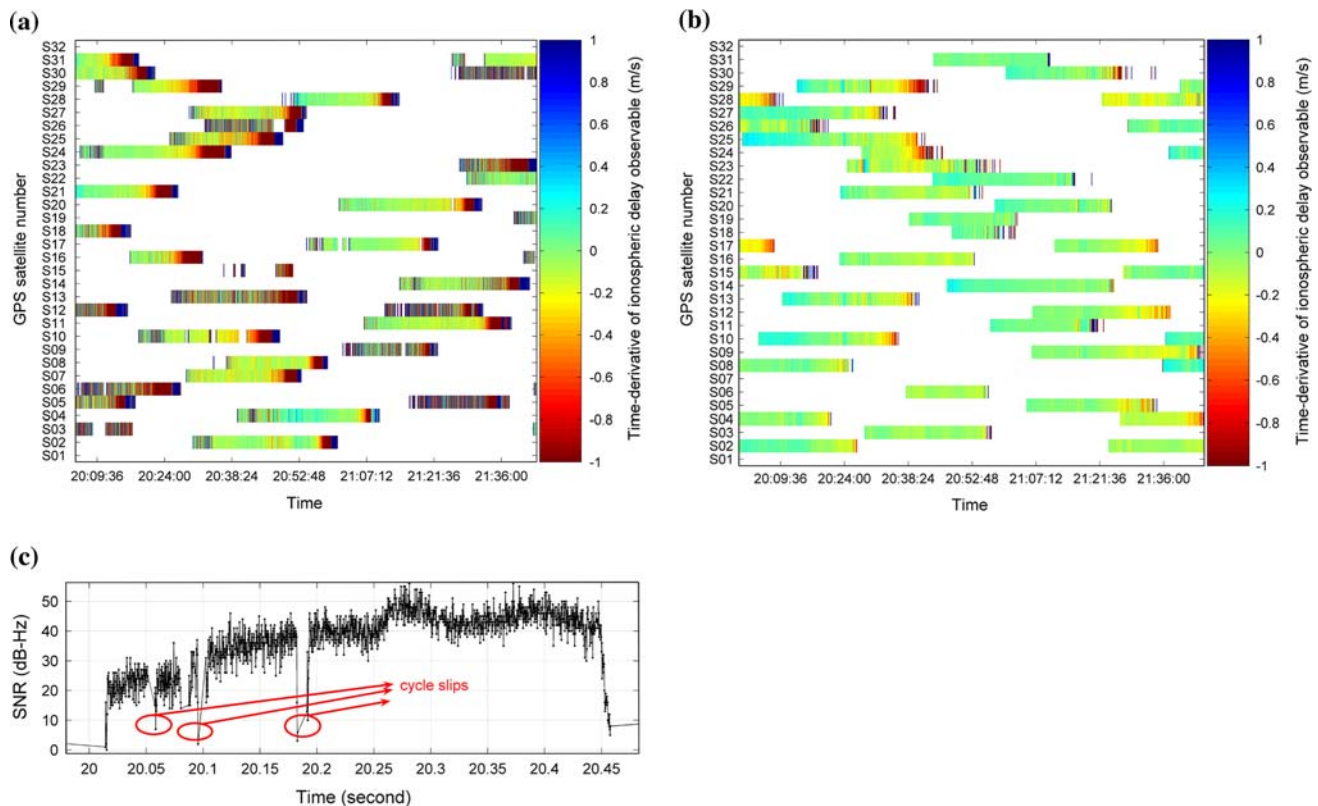 (a)
S32
S31
S30
S29
S28
S27
S26
S25
S24
S23
S22
S21
S20
S19
S18
S17
S16
S15
S14
S13
S12
S11
S10
S09
S08
S07
S06
S05
S04
S03
S02
S01
GPS satellite number
20:09:36 20:24:00 20:38:24 20:52:48 21:07:12 21:21:36 21:36:00
Time
1
0.8
0.6
0.4
0.2
0
-0.2
-0.4
-0.6
-0.8
-1
Time-derivative of ionospheric delay observable (m/s)
(b)
S32
S31
S30
S29
S28
S27
S26
S25
S24
S23
S22
S21
S20
S19
S18
S17
S16
S15
S14
S13
S12
S11
S10
S09
S08
S07
S06
S05
S04
S03
S02
S01
GPS satellite number
20:09:36 20:24:00 20:38:24 20:52:48 21:07:12 21:21:36 21:36:00
Time
1
0.8
0.6
0.4
0.2
0
-0.2
-0.4
-0.6
-0.8
-1
Time-derivative of ionospheric delay observable (m/s)
(c)
50
40
30
20
10
0
SNR (dB-Hz)
cycle slips
20 20.05 20.1 20.15 20.2 20.25 20.3 20.35 20.4 20.45
Time (second)